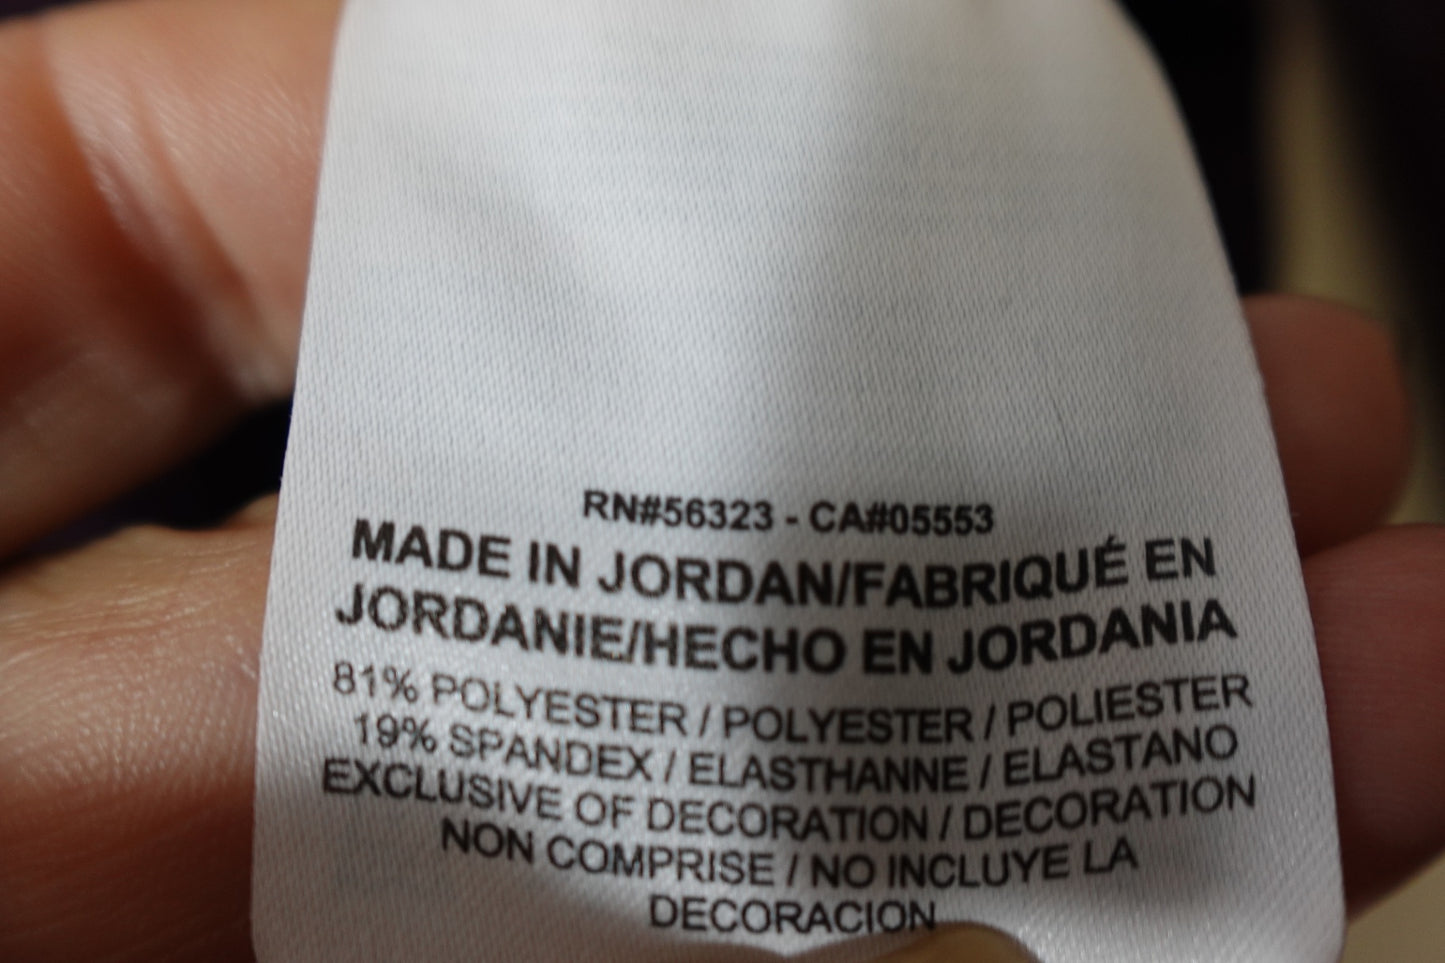 RN#56323 - CA#05553
MADE IN JORDAN/FABRIQUÉ EN
JORDANIE/HECHO EN JORDANIA
81% POLYESTER / POLYESTER / POLIESTER
19% SPANDEX / ELASTHANNE / ELASTANO
EXCLUSIVE OF DECORATION / DECORATION
NON COMPRISE / NO INCLUYE LA
DECORACION